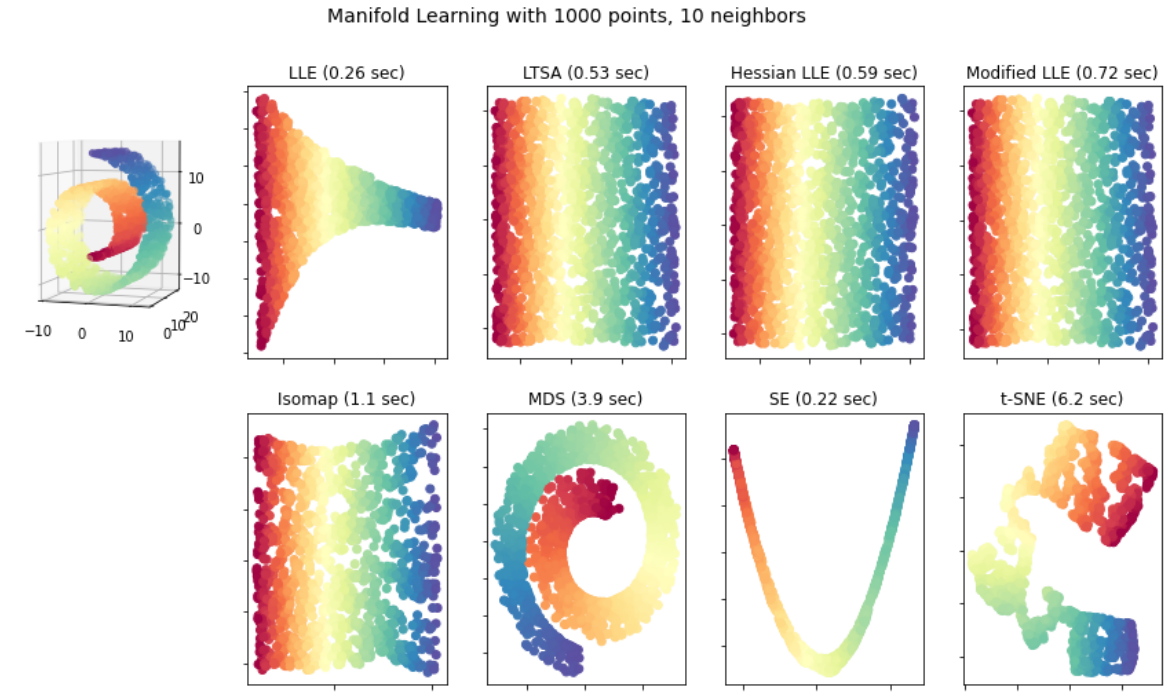 Manifold Learning with 1000 points, 10 neighbors
LLE (0.26 sec)
LTSA (0.53 sec)
Hessian LLE (0.59 sec)
Modified LLE (0.72 sec)
10
0
−10
−10
0
10
0
10
20
Isomap (1.1 sec)
MDS (3.9 sec)
SE (0.22 sec)
t-SNE (6.2 sec)